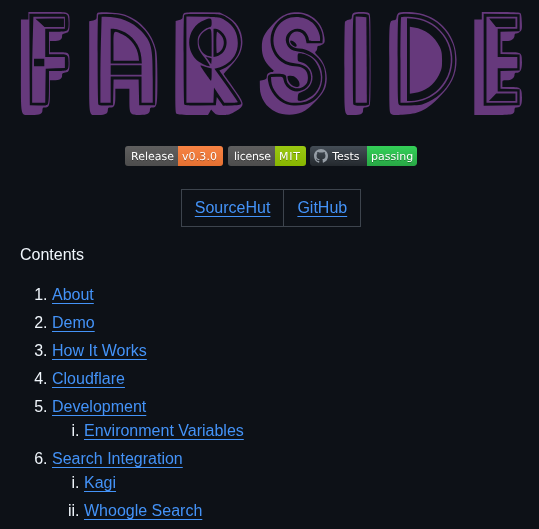 FARSIDE
Release v0.3.0 license MIT Tests passing
SourceHut GitHub
Contents
1. About
2. Demo
3. How It Works
4. Cloudflare
5. Development
i. Environment Variables
6. Search Integration
i. Kagi
ii. Whoogle Search